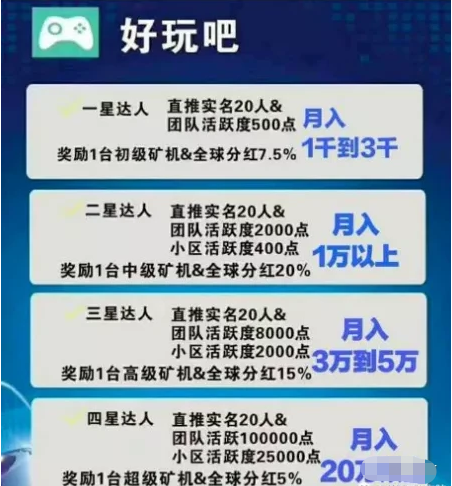 好玩吧
一星达人 直推实名20人&
团队活跃度500点
奖励1台初级矿机&全球分红7.5%
月入
1千到3千
二星达人 直推实名20人&
团队活跃度2000点
小区活跃度400点
奖励1台中级矿机&全球分红20%
月入
1万以上
三星达人 直推实名20人&
团队活跃度8000点
小区活跃度2000点
奖励1台高级矿机&全球分红15%
月入
3万到5万
四星达人 直推实名20人&
团队活跃100000点
小区活跃度25000点
奖励1台超级矿机&全球分红5%
月入
20万